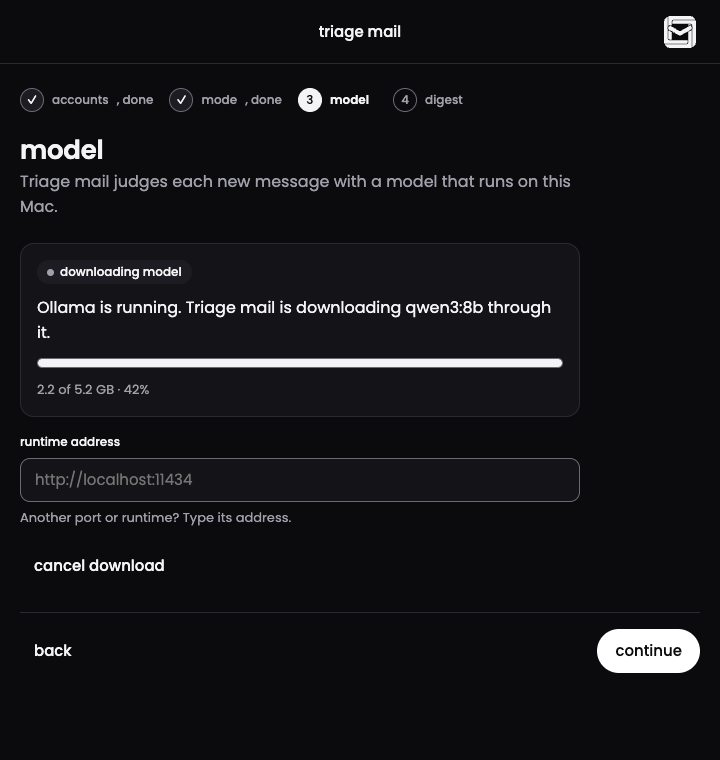 triage mail
accounts , done mode , done 3 model 4 digest
model
Triage mail judges each new message with a model that runs on this
Mac.
downloading model
Ollama is running. Triage mail is downloading qwen3:8b through
it.
2.2 of 5.2 GB · 42%
runtime address
http://localhost:11434
Another port or runtime? Type its address.
cancel download
back
continue